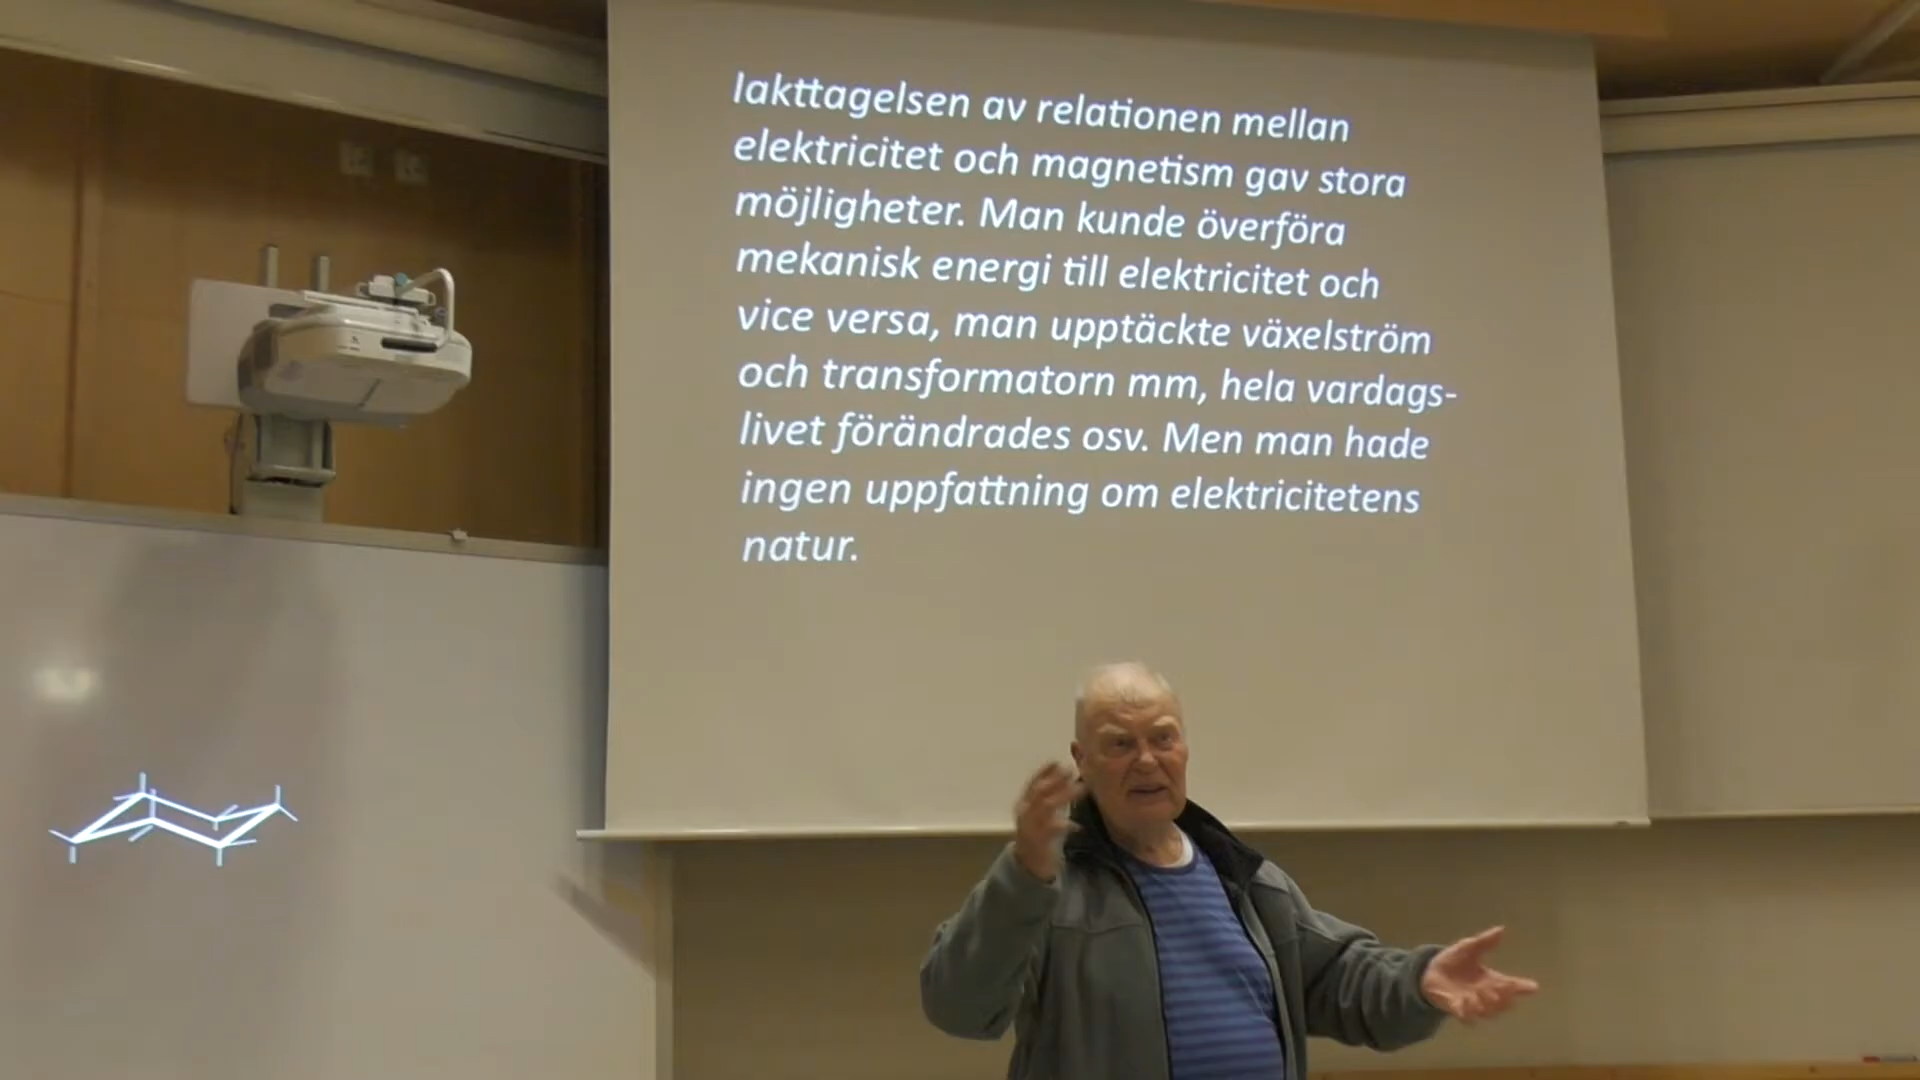 Iakttagelsen av relationen mellan
elektricitet och magnetism gav stora
möjligheter. Man kunde överföra
mekanisk energi till elektricitet och
vice versa, man upptäckte växelström
och transformatorn mm, hela vardags-
livet förändrades osv. Men man hade
ingen uppfattning om elektricitetens
natur.